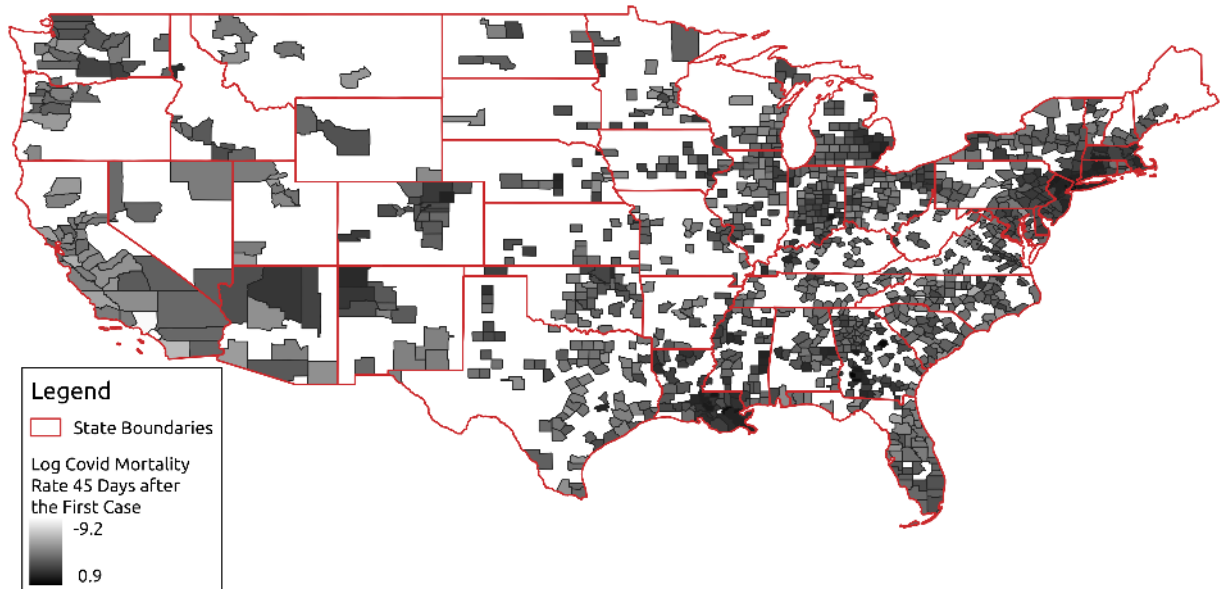 Legend
State Boundaries
Log Covid Mortality
Rate 45 Days after
the First Case
-9.2
0.9